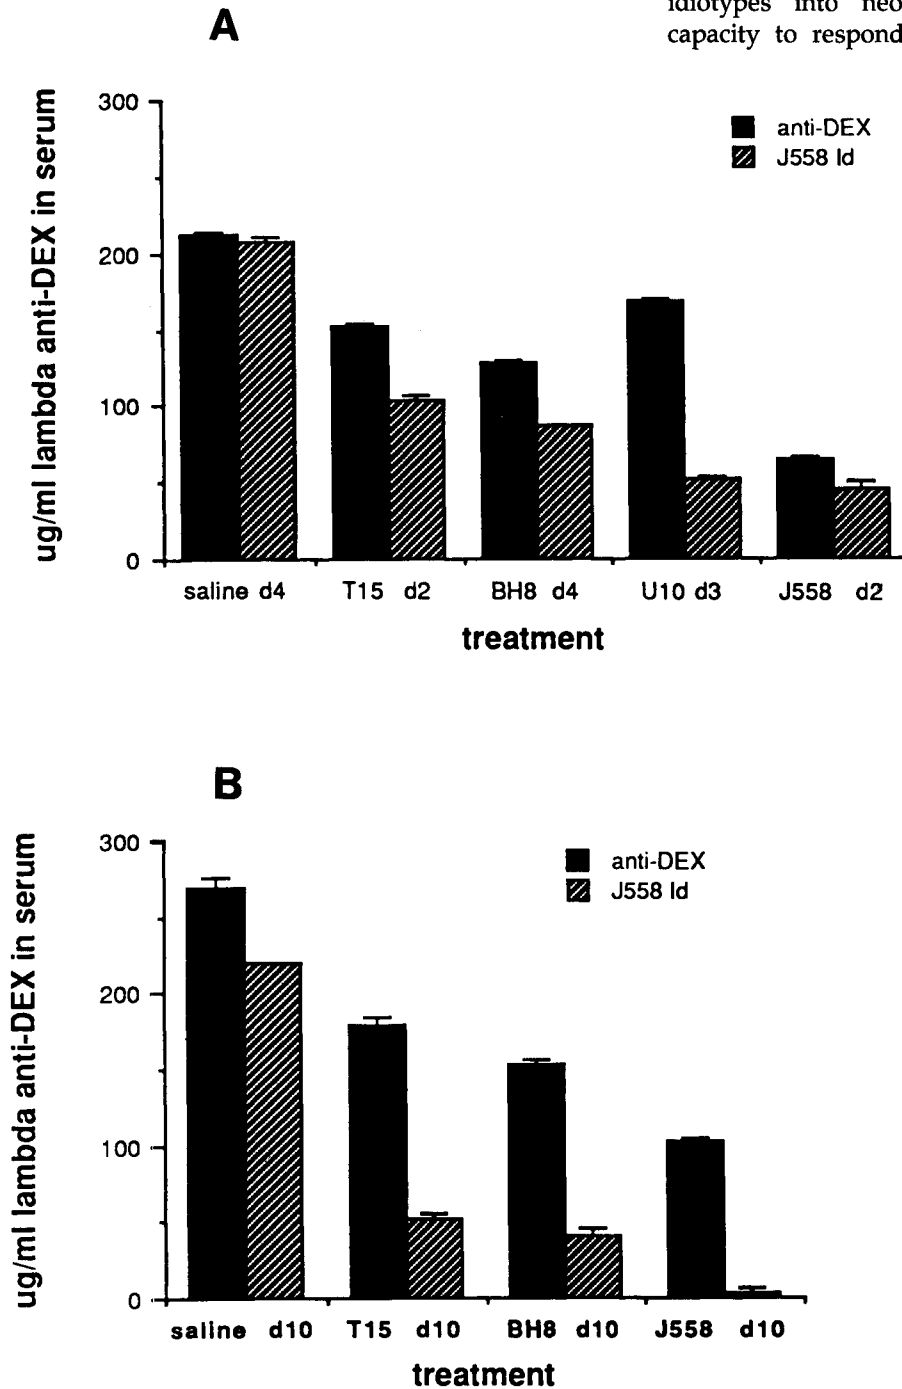 idiotypes into neo
capacity to respond
A
ug/ml lambda anti-DEX in serum
300
200
100
0
anti-DEX
J558 Id
saline d4 T15 d2 BH8 d4 U10 d3 J558 d2
treatment
B
ug/ml lambda anti-DEX in serum
300
200
100
0
anti-DEX
J558 Id
saline d10 T15 d10 BH8 d10 J558 d10
treatment